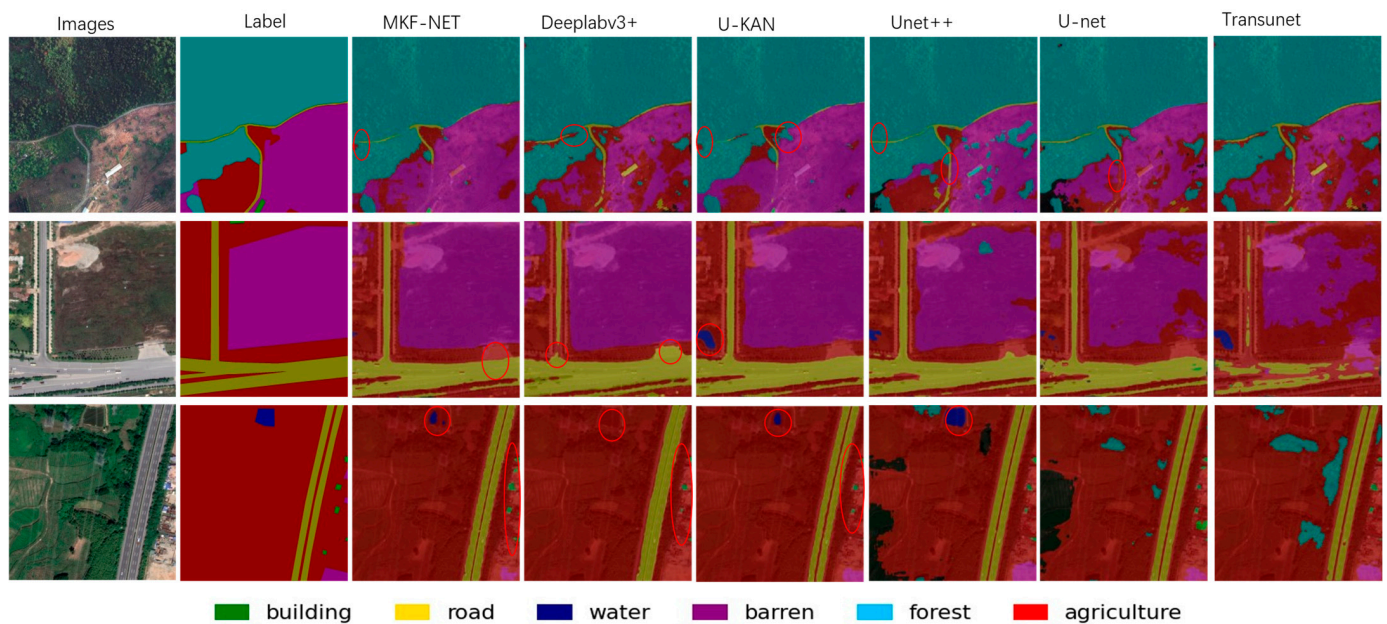 Images Label MKF-NET Deeplabv3+ U-KAN Unet++ U-net Transunet
building road water barren forest agriculture